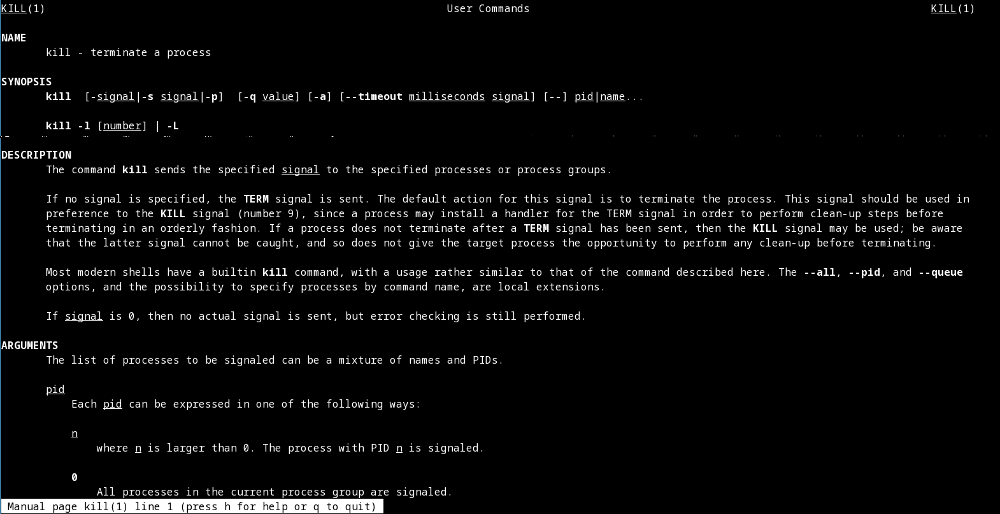 KILL(1) User Commands KILL(1)
NAME
kill - terminate a process
SYNOPSIS
kill [-signal|-s signal|-p] [-q value] [-a] [--timeout milliseconds signal] [--] pid|name...
kill -l [number] | -L
DESCRIPTION
The command kill sends the specified signal to the specified processes or process groups.
If no signal is specified, the TERM signal is sent. The default action for this signal is to terminate the process. This signal should be used in
preference to the KILL signal (number 9), since a process may install a handler for the TERM signal in order to perform clean-up steps before
terminating in an orderly fashion. If a process does not terminate after a TERM signal has been sent, then the KILL signal may be used; be aware
that the latter signal cannot be caught, and so does not give the target process the opportunity to perform any clean-up before terminating.
Most modern shells have a builtin kill command, with a usage rather similar to that of the command described here. The --all, --pid, and --queue
options, and the possibility to specify processes by command name, are local extensions.
If signal is 0, then no actual signal is sent, but error checking is still performed.
ARGUMENTS
The list of processes to be signaled can be a mixture of names and PIDs.
pid
Each pid can be expressed in one of the following ways:
n
where n is larger than 0. The process with PID n is signaled.
0
All processes in the current process group are signaled.
Manual page kill(1) line 1 (press h for help or q to quit)